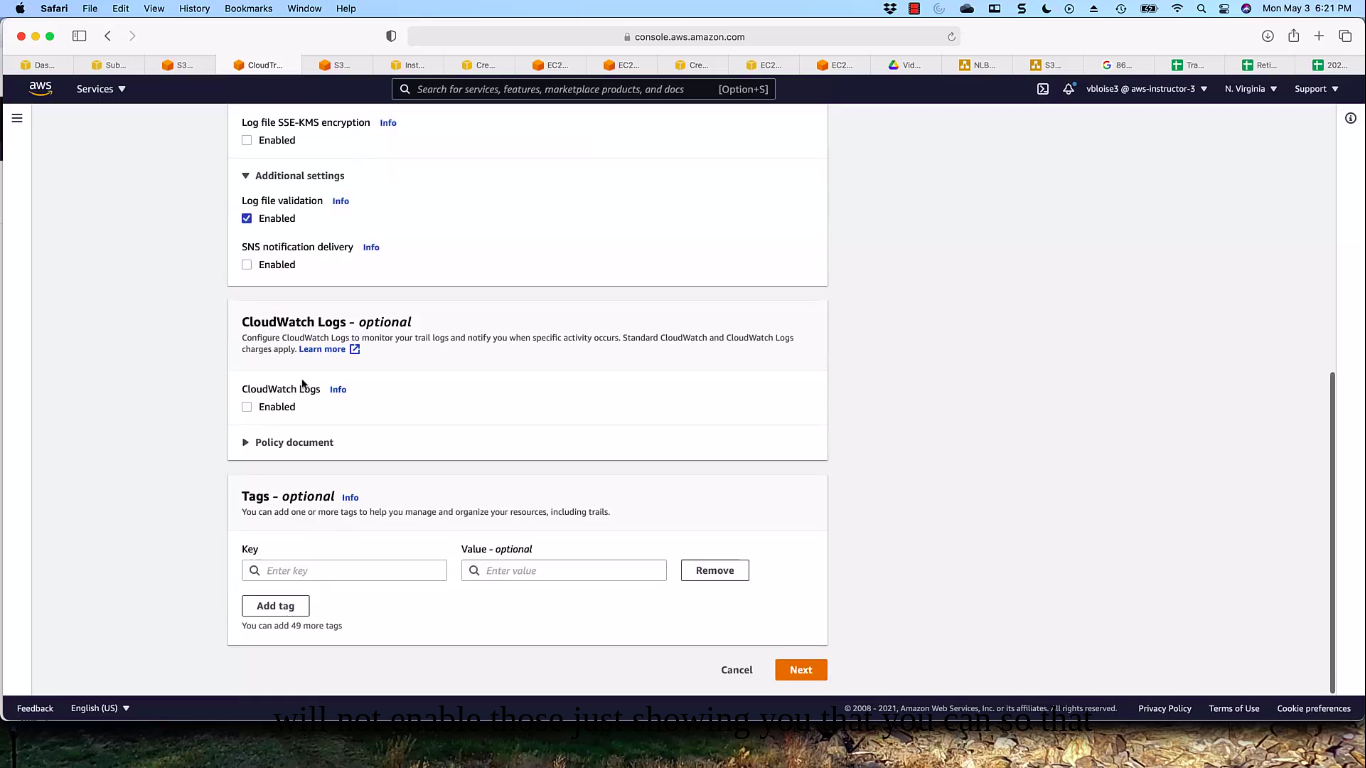 Safari File Edit View History Bookmarks Window Help Mon May 3 6:21 PM
console.aws.amazon.com
Das... Sub... S3... CloudTr... S3... Inst... Cre... EC2... EC2... Cre... EC2... EC2... Vid... NLB... S3... 86... Tra... Reti... 202...
aws Services Search for services, features, marketplace products, and docs [Option+S] vbloise3 @ aws-instructor-3 N. Virginia Support
Log file SSE-KMS encryption Info
Enabled
Additional settings
Log file validation Info
Enabled
SNS notification delivery Info
Enabled
CloudWatch Logs - optional
Configure CloudWatch Logs to monitor your trail logs and notify you when specific activity occurs. Standard CloudWatch and CloudWatch Logs
charges apply. Learn more
CloudWatch Logs Info
Enabled
Policy document
Tags - optional Info
You can add one or more tags to help you manage and organize your resources, including trails.
Key Value - optional
Enter key Enter value Remove
Add tag
You can add 49 more tags
Cancel Next
Feedback English (US) © 2008 - 2021, Amazon Web Services, Inc. or its affiliates. All rights reserved. Privacy Policy Terms of Use Cookie preferences
will not enable those just showing you that you can so that